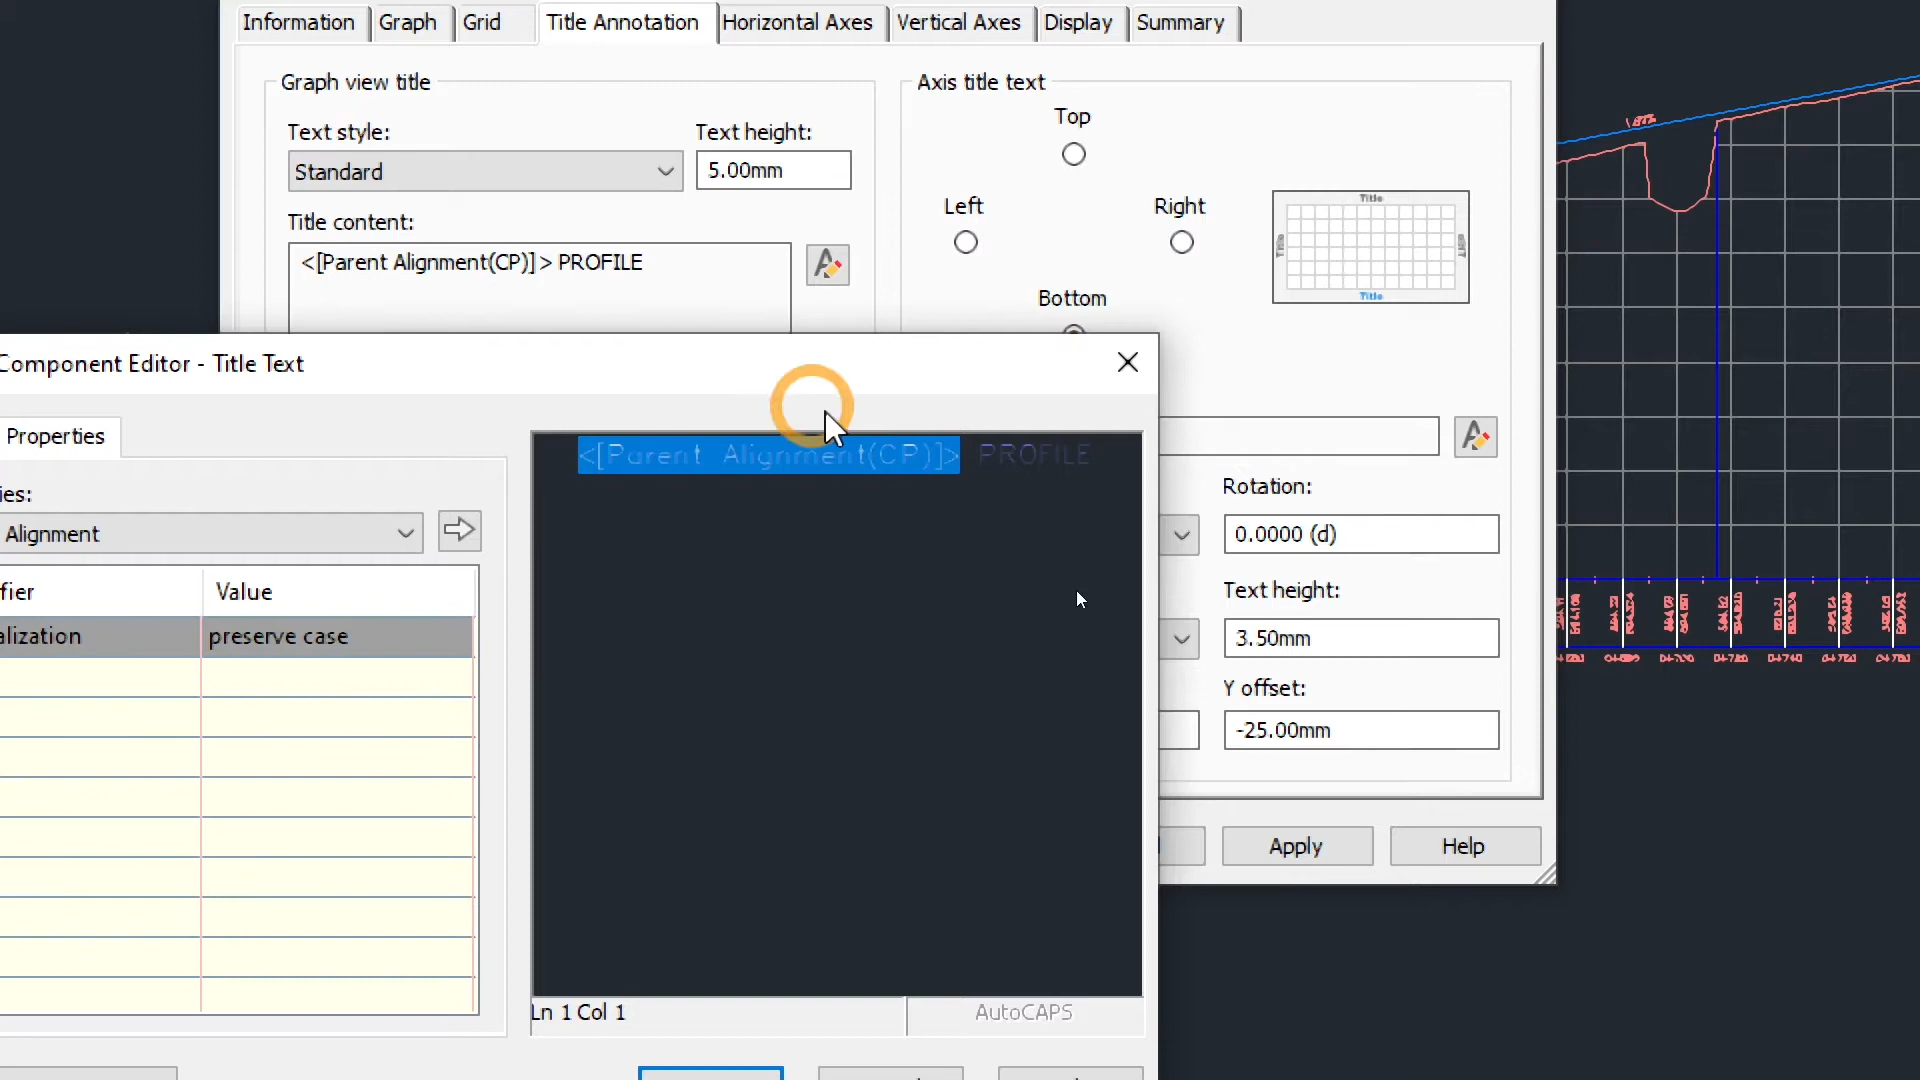 Information Graph Grid Title Annotation Horizontal Axes Vertical Axes Display Summary
Graph view title
Text style:
Text height:
Standard
5.00mm
Title content:
<[Parent Alignment(CP)]> PROFILE
Axis title text
Top
Left
Right
Bottom
Title
Title
Component Editor - Title Text
Properties
ies:
Alignment
fier
Value
alization
preserve case
<[Parent Alignment(CP)]> PROFILE
Ln 1 Col 1
AutoCAPS
Rotation:
0.0000 (d)
Text height:
3.50mm
Y offset:
-25.00mm
Apply
Help